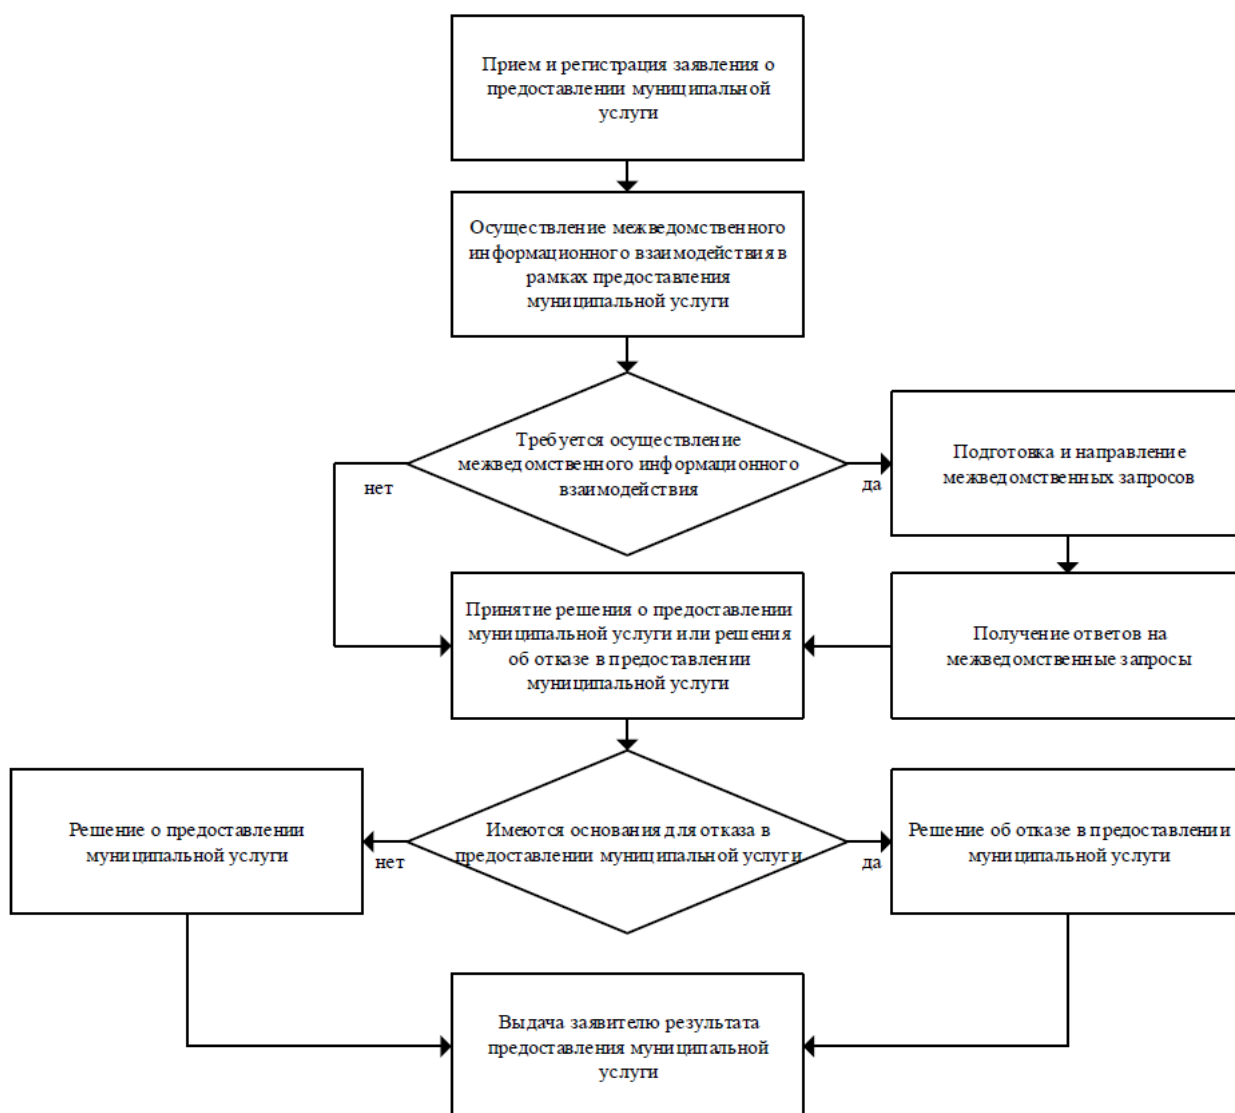 Прием и регистрация заявления о
предоставлении муниципальной
услуги
Осуществление межведомственного
информационного взаимодействия в
рамках предоставления
муниципальной услуги
Требуется осуществление
межведомственного информационного
взаимодействия
нет
да
Подготовка и направление
межведомственных запросов
Принятие решения о предоставлении
муниципальной услуги или решения
об отказе в предоставлении
муниципальной услуги
Получение ответов на
межведомственные запросы
Решение о предоставлении
муниципальной услуги
нет
Имеются основания для отказа в
предоставлении муниципальной услуги
да
Решение об отказе в предоставлении
муниципальной услуги
Выдача заявителю результата
предоставления муниципальной
услуги